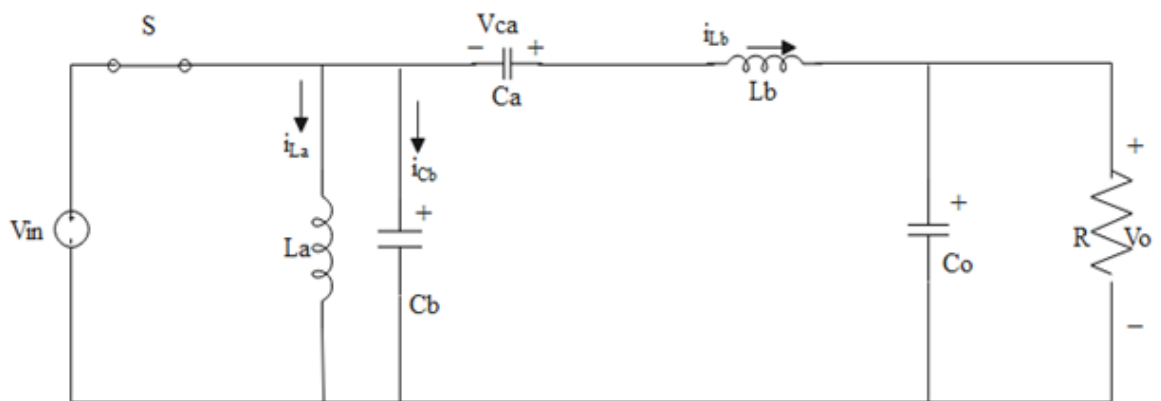 S
Vca
− +
Ca
iLb
Lb
iLa
iCb
+
Vin
La
Cb
+
Co
+
R Vo
−